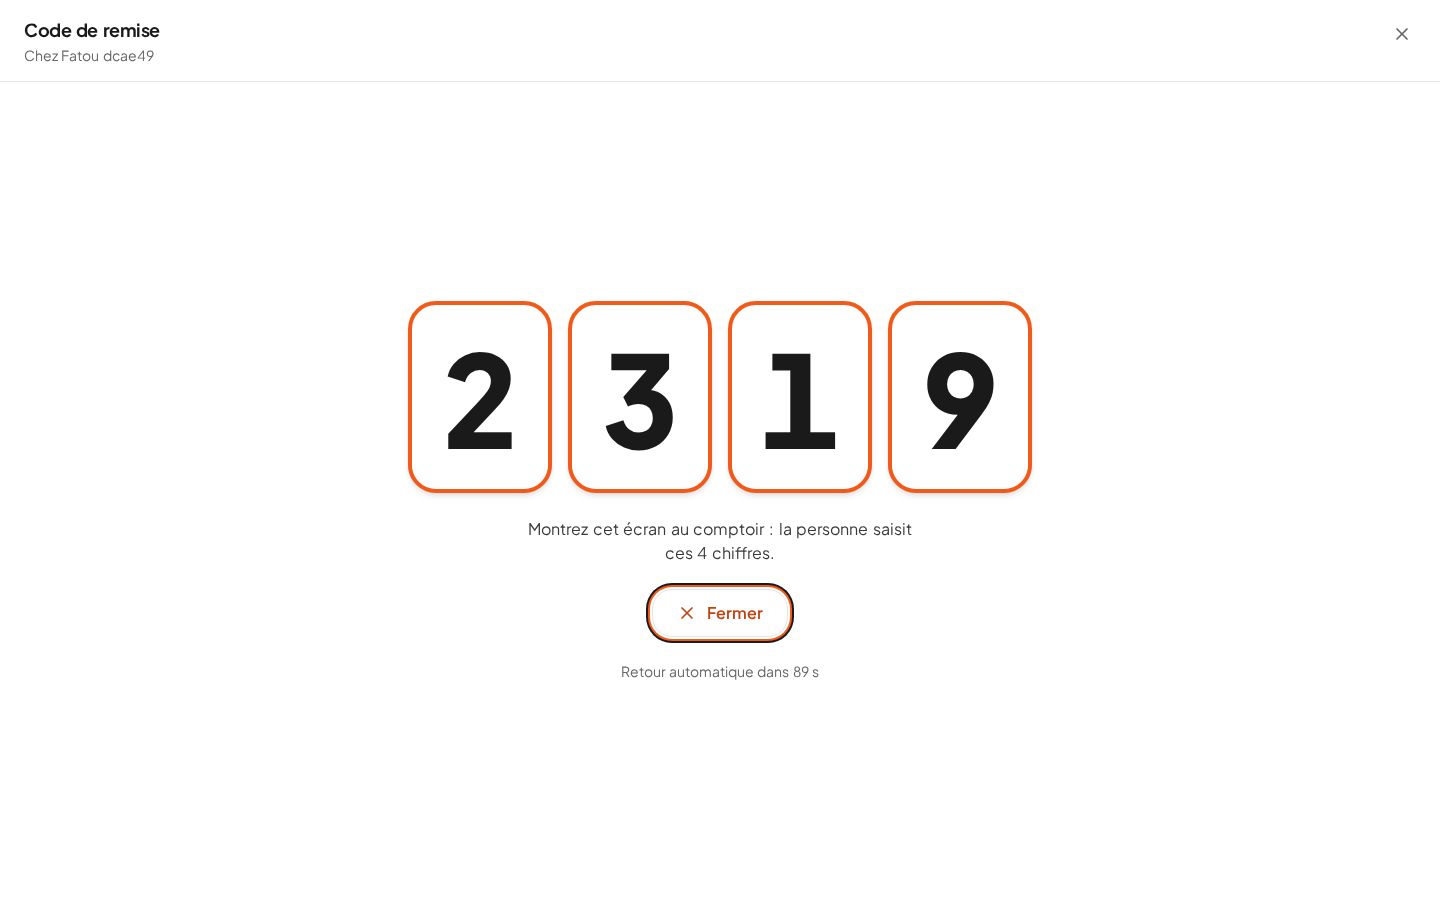 Code de remise
Chez Fatou dcae49
2 3 1 9
Montrez cet écran au comptoir : la personne saisit
ces 4 chiffres.
Fermer
Retour automatique dans 89 s